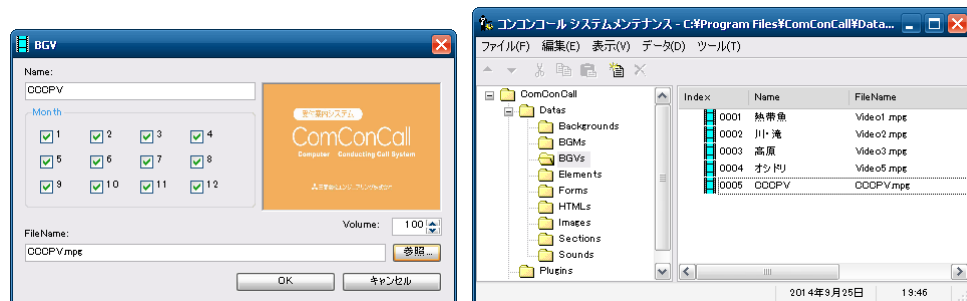 BGV
Name:
CCCPV
Month
1 2 3 4
5 6 7 8
9 10 11 12
ComConCall
Computer Conducting Call System
Volume: 100
FileName:
CCCPV.mpg 参照...
OK キャンセル
コンコンコール システムメンテナンス - C:¥Program Files¥ComConCall¥Data...
ファイル(F) 編集(E) 表示(V) データ(D) ツール(T)
ComConCall
Datas
Backgrounds
BGMs
BGVs
Elements
Forms
HTMLs
Images
Sections
Sounds
Plugins
Index Name FileName
0001 熱帯魚 Video1.mpg
0002 川・滝 Video2.mpg
0003 高原 Video3.mpg
0004 オシドリ Video5.mpg
0005 CCCPV CCCPV.mpg
2014年9月25日 19:46